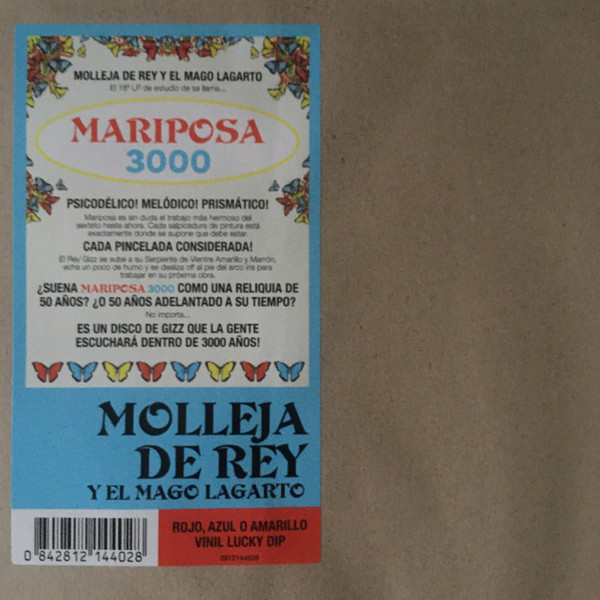 MOLLEJA DE REY Y EL MAGO LAGARTO
El 18º LP de estudio de se llama...
MARIPOSA
3000
PSICODÉLICO! MELÓDICO! PRISMÁTICO!
Mariposa es sin duda el trabajo más hermoso del
sexteto hasta ahora. Cada salpicadura de pintura está
exactamente donde se supone que debe estar.
CADA PINCELADA CONSIDERADA!
El Rey Gizz se sube a su Serpiente de Vientre Amarillo y Marrón,
echa un poco de humo y se desliza off al pie del arco iris para
trabajar en su próxima obra.
¿SUENA MARIPOSA 3000 COMO UNA RELIQUIA DE
50 AÑOS? ¿O 50 AÑOS ADELANTADO A SU TIEMPO?
No importa...
ES UN DISCO DE GIZZ QUE LA GENTE
ESCUCHARÁ DENTRO DE 3000 AÑOS!
MOLLEJA
DE REY
Y EL MAGO LAGARTO
ROJO, AZUL O AMARILLO
VINIL LUCKY DIP
0 842812 144028